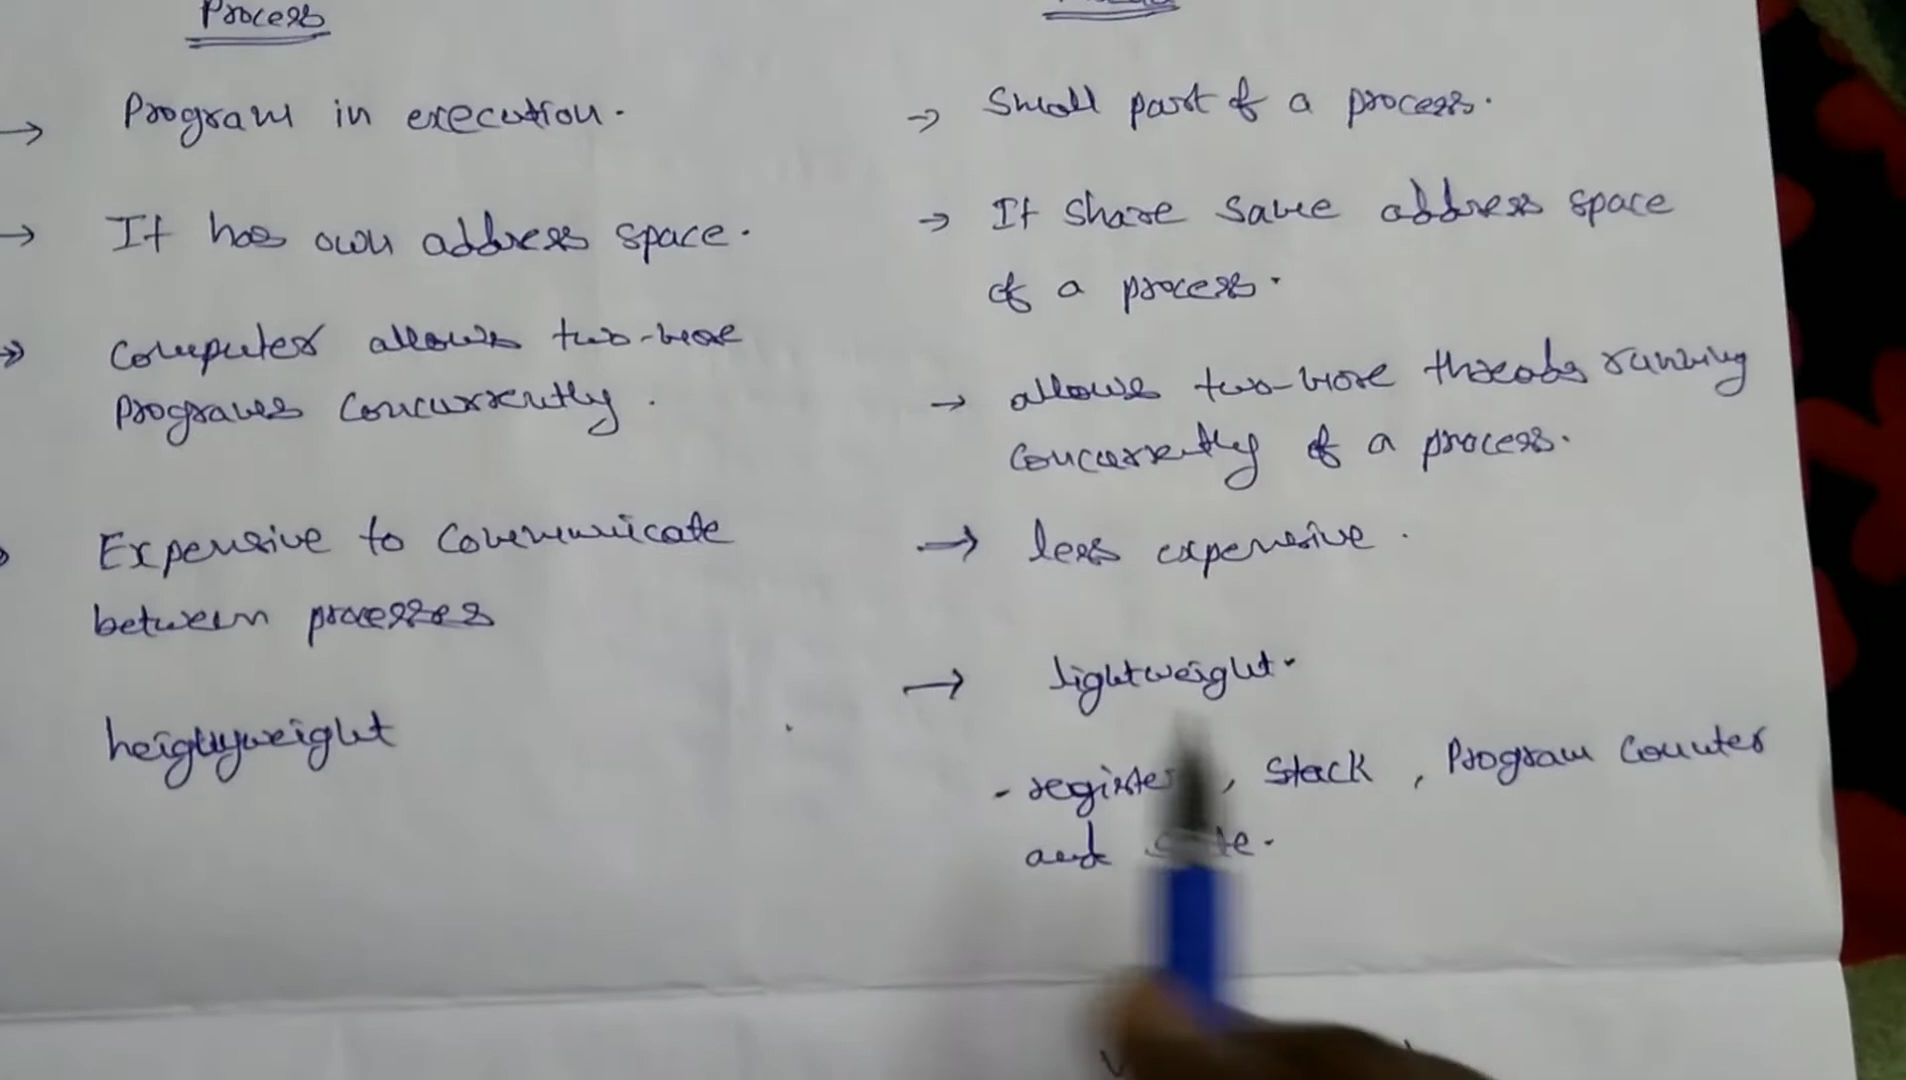 Process
→ Program in execution.
→ It has own address space.
→ Computer allows two-more
programs concurrently.
Expensive to communicate
between processes
heighyweight
→ Small part of a process.
→ It share same address space
of a process.
→ allows two-more threads running
concurrently of a process.
→ less expensive.
→ lightweight.
- register, Stack, Program Counter
and